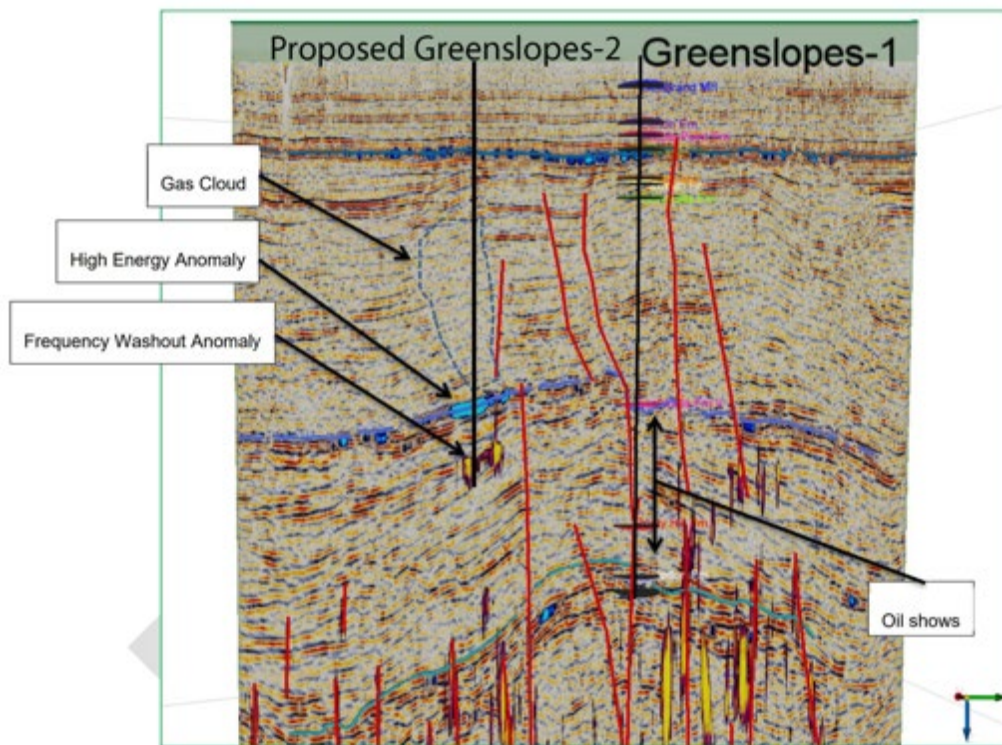 Proposed Greenslopes-2
Greenslopes-1
Gas Cloud
High Energy Anomaly
Frequency Washout Anomaly
Oil shows